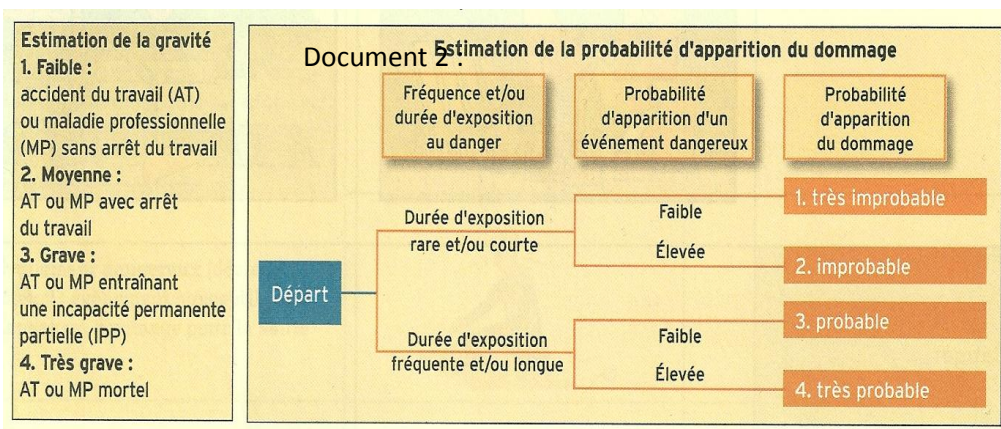 Estimation de la gravité
1. Faible :
accident du travail (AT)
ou maladie professionnelle
(MP) sans arrêt du travail
2. Moyenne :
AT ou MP avec arrêt
du travail
3. Grave :
AT ou MP entraînant
une incapacité permanente
partielle (IPP)
4. Très grave :
AT ou MP mortel
Document 2 :
Estimation de la probabilité d'apparition du dommage
Fréquence et/ou
durée d'exposition
au danger
Probabilité
d'apparition d'un
événement dangereux
Probabilité
d'apparition
du dommage
Départ
Durée d'exposition
rare et/ou courte
Faible
Élevée
1. très improbable
2. improbable
Durée d'exposition
fréquente et/ou longue
Faible
Élevée
3. probable
4. très probable